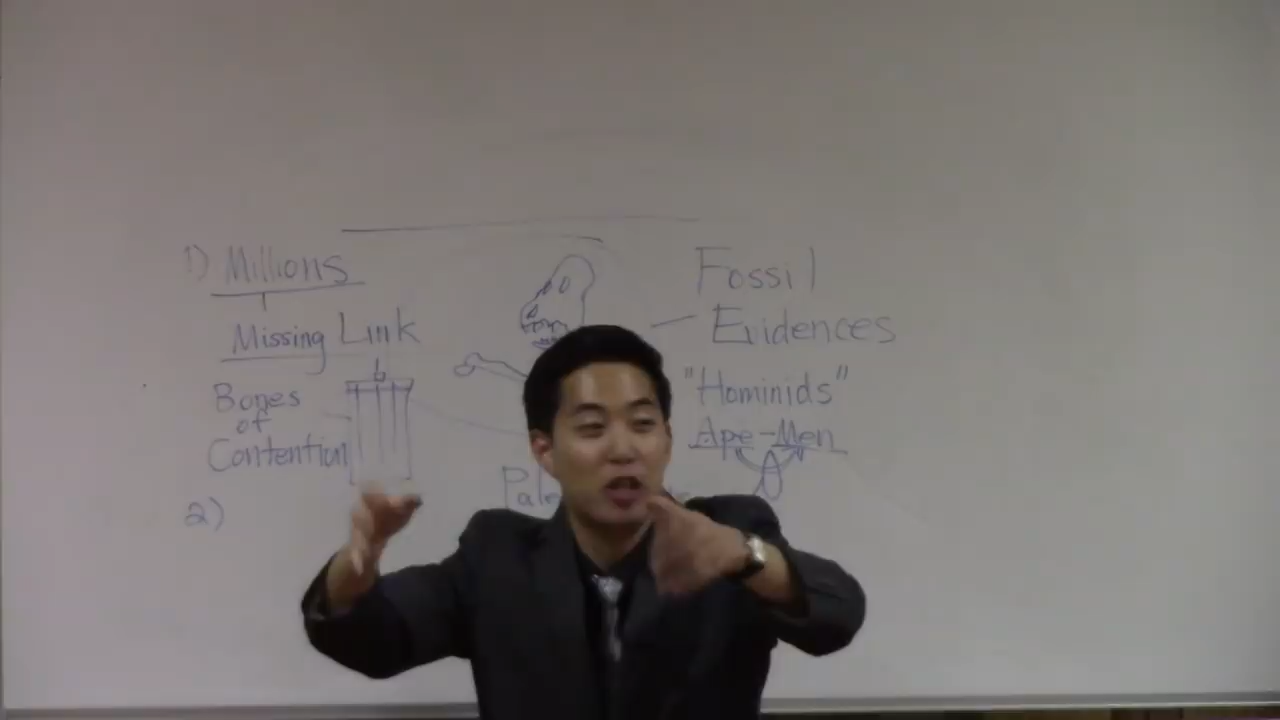 1) Millions
Missing Link
Bones
of
Contention
2)
Fossil
Evidences
"Hominids"
Ape-Men